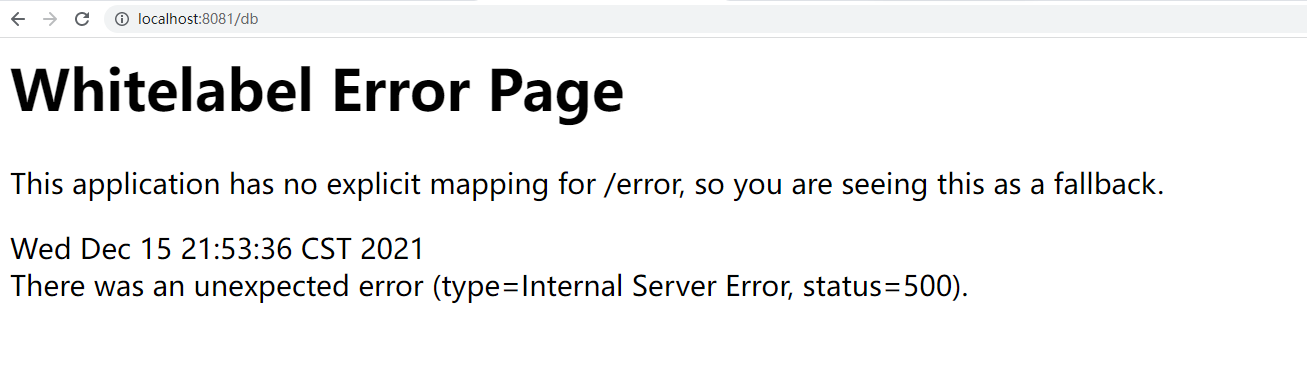 localhost:8081/db
Whitelabel Error Page
This application has no explicit mapping for /error, so you are seeing this as a fallback.
Wed Dec 15 21:53:36 CST 2021
There was an unexpected error (type=Internal Server Error, status=500).